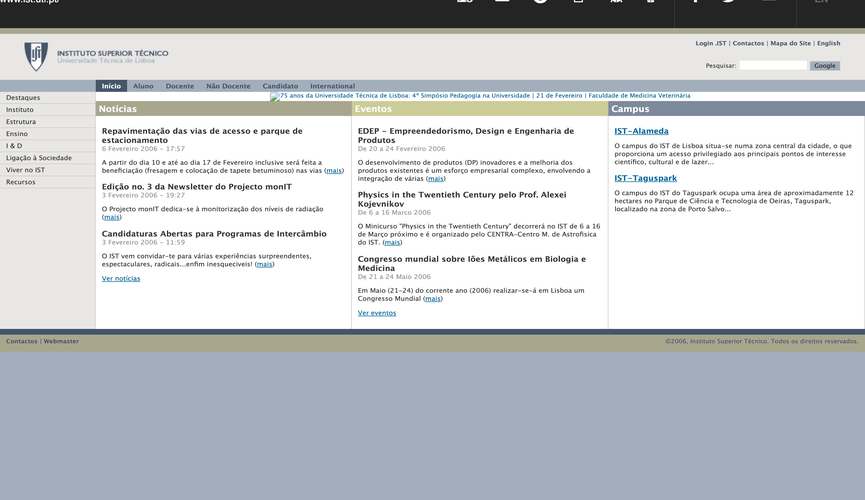 www.ist.utl.pt/
EN
Login .IST | Contactos | Mapa do Site | English
INSTITUTO SUPERIOR TÉCNICO
Universidade Técnica de Lisboa
Pesquisar:
Google
Início Aluno Docente Não Docente Candidato International
Destaques
Instituto
Estrutura
Ensino
I & D
Ligação à Sociedade
Viver no IST
Recursos
75 anos da Universidade Técnica de Lisboa: 4º Simpósio Pedagogia na Universidade | 21 de Fevereiro | Faculdade de Medicina Veterinária
Notícias
Repavimentação das vias de acesso e parque de
estacionamento
6 Fevereiro 2006 – 17:57
A partir do dia 10 e até ao dia 17 de Fevereiro inclusive será feita a
beneficiação (fresagem e colocação de tapete betuminoso) nas vias (mais)
Edição no. 3 da Newsletter do Projecto monIT
3 Fevereiro 2006 – 19:27
O Projecto monIT dedica-se à monitorização dos níveis de radiação
(mais)
Candidaturas Abertas para Programas de Intercâmbio
3 Fevereiro 2006 – 11:59
O IST vem convidar-te para várias experiências surpreendentes,
espectaculares, radicais...enfim inesqueciveis! (mais)
Ver notícias
Eventos
EDEP – Empreendedorismo, Design e Engenharia de
Produtos
De 20 a 24 Fevereiro 2006
O desenvolvimento de produtos (DP) inovadores e a melhoria dos
produtos existentes é um esforço empresarial complexo, envolvendo a
integração de várias (mais)
Physics in the Twentieth Century pelo Prof. Alexei
Kojevnikov
De 6 a 16 Marco 2006
O Minicurso "Physics in the Twentieth Century" decorrerá no IST de 6 a 16
de Março próximo e é organizado pelo CENTRA-Centro M. de Astrofisica
do IST. (mais)
Congresso mundial sobre Iões Metálicos em Biologia e
Medicina
De 21 a 24 Maio 2006
Em Maio (21-24) do corrente ano (2006) realizar-se-á em Lisboa um
Congresso Mundial (mais)
Ver eventos
Campus
IST-Alameda
O campus do IST de Lisboa situa-se numa zona central da cidade, o que
proporciona um acesso privilegiado aos principais pontos de interesse
científico, cultural e de lazer...
IST-Taguspark
O campus do IST do Taguspark ocupa uma área de aproximadamente 12
hectares no Parque de Ciência e Tecnologia de Oeiras, Taguspark,
localizado na zona de Porto Salvo...
Contactos | Webmaster
©2006, Instituto Superior Técnico. Todos os direitos reservados.